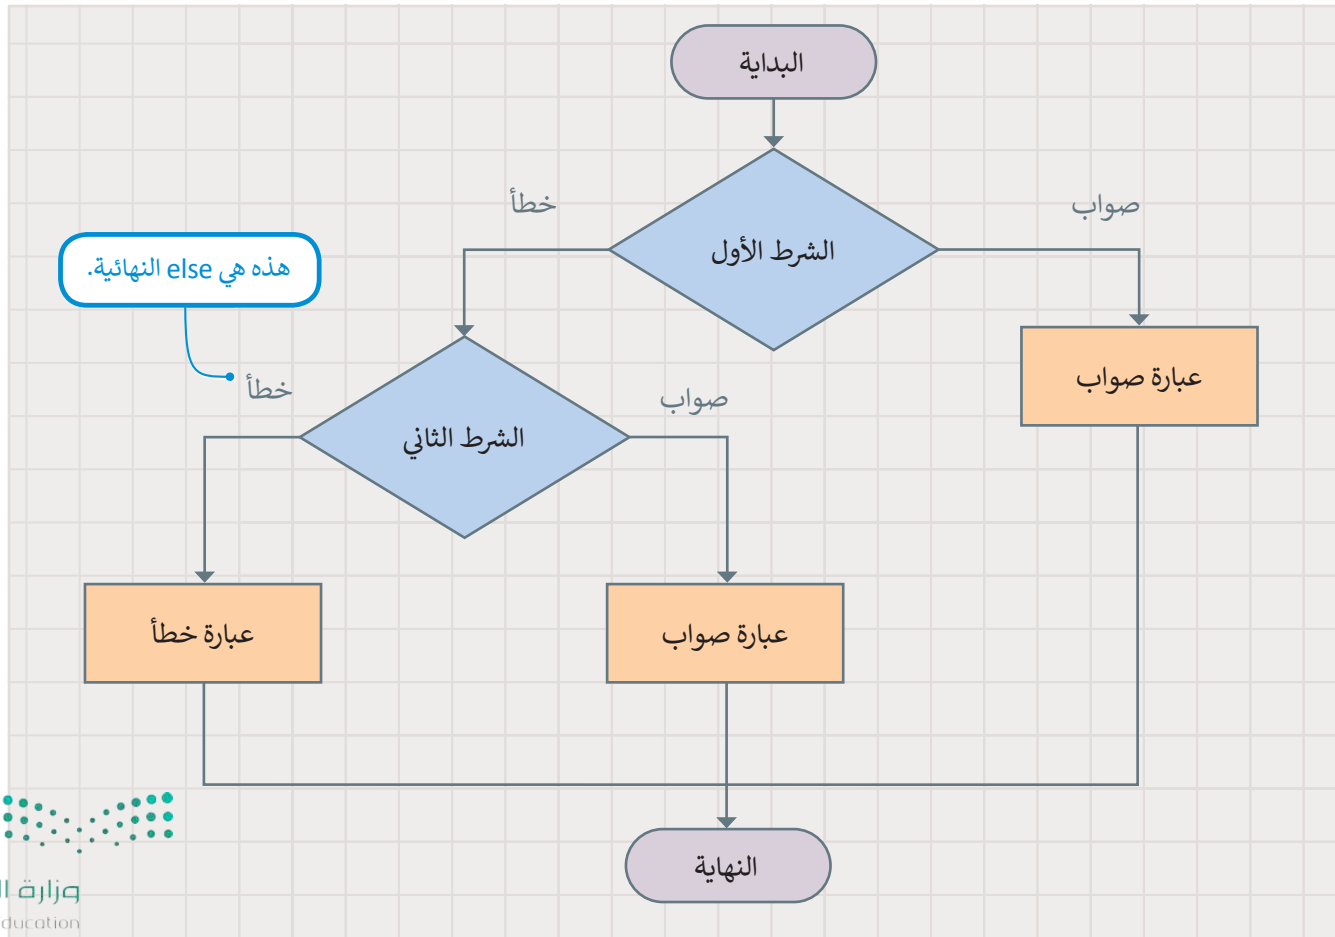 البداية
صواب
خطأ
الشرط الأول
هذه هي else النهائية.
عبارة صواب
صواب
خطأ
الشرط الثاني
عبارة صواب
عبارة خطأ
النهاية
وزارة